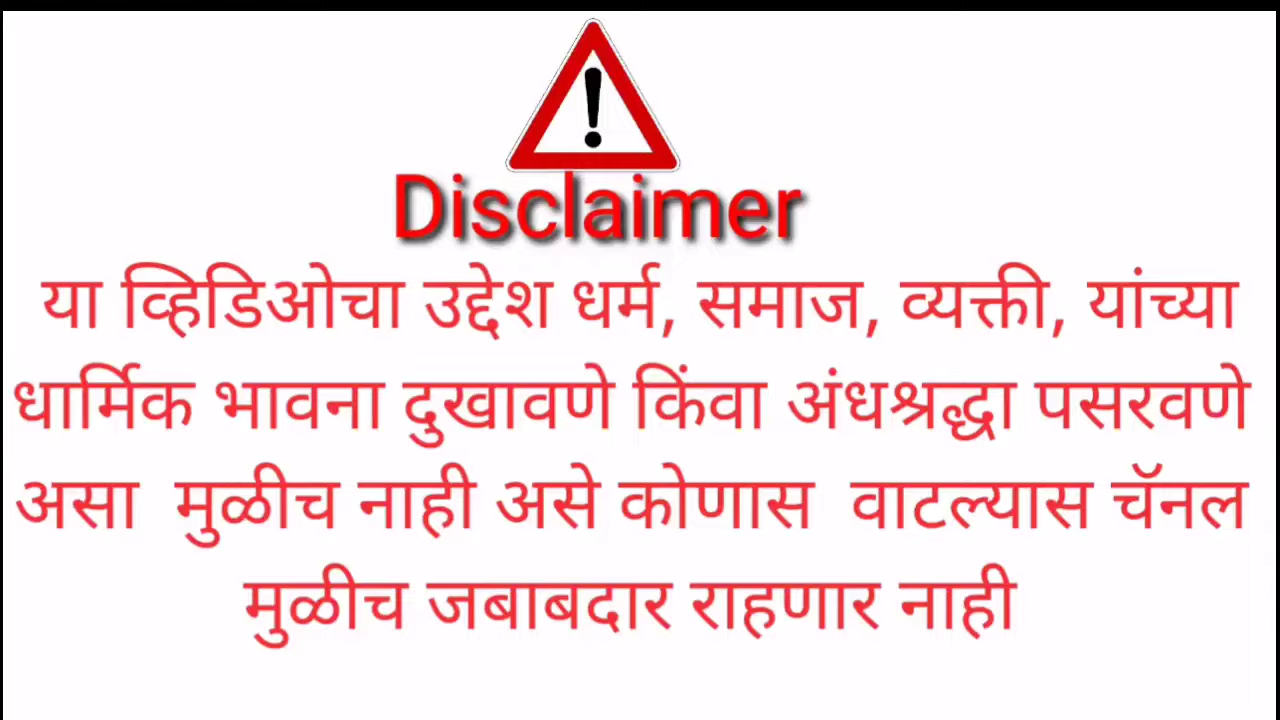 Disclaimer
या व्हिडिओचा उद्देश धर्म, समाज, व्यक्ती, यांच्या
धार्मिक भावना दुखावणे किंवा अंधश्रद्धा पसरवणे
असा मुळीच नाही असे कोणास वाटल्यास चॅनल
मुळीच जबाबदार राहणार नाही